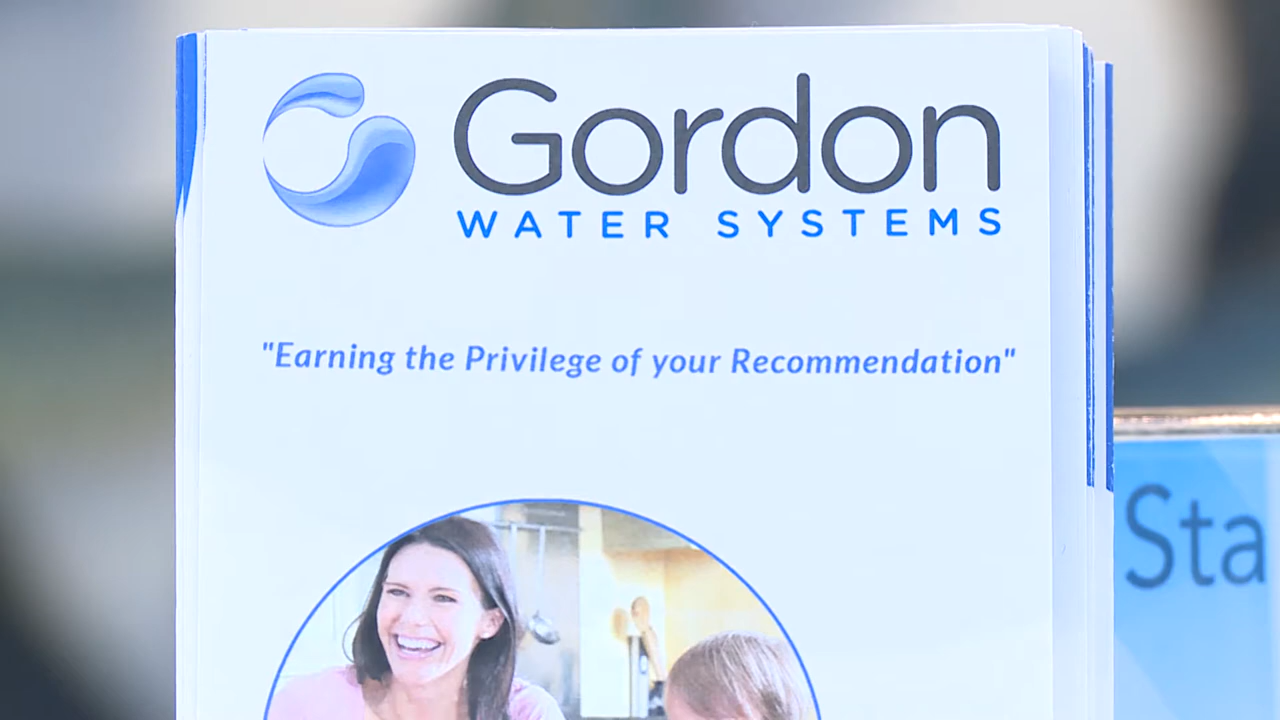 Gordon
WATER SYSTEMS
"Earning the Privilege of your Recommendation"
Sta